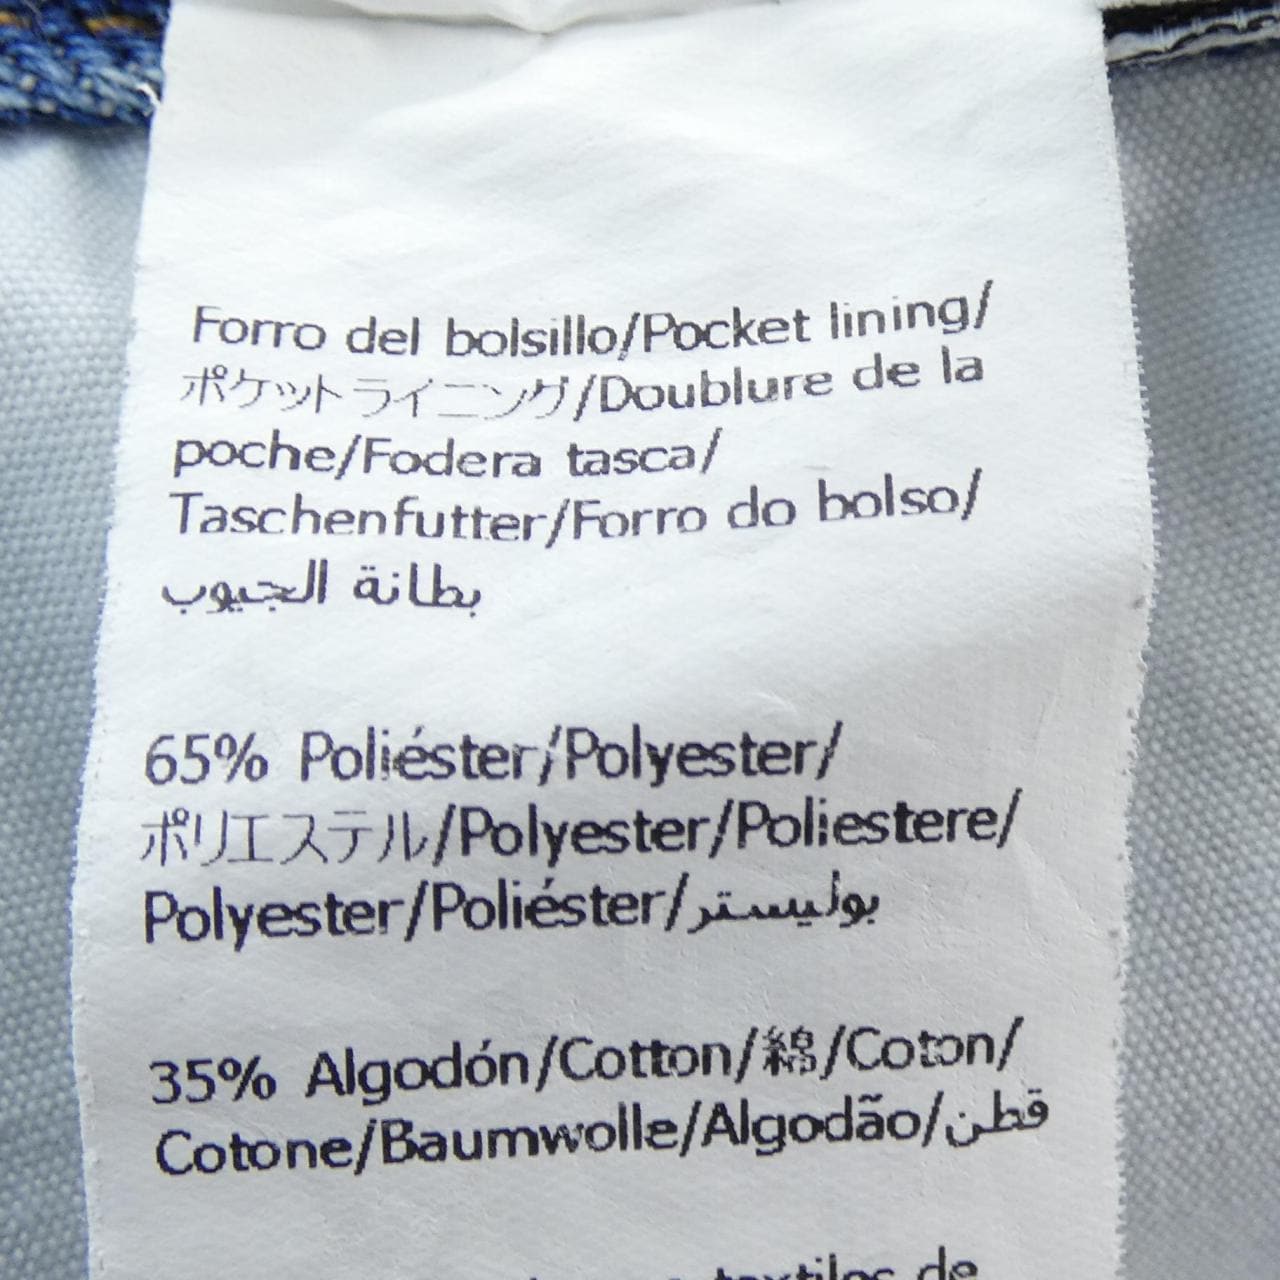 Forro del bolsillo/Pocket lining/
ポケットライニング/Doublure de la
poche/Fodera tasca/
Taschenfutter/Forro do bolso/
بطانة الجيوب
65% Poliéster/Polyester/
ポリエステル/Polyester/Poliestere/
Polyester/Poliéster/بوليستر
35% Algodón/Cotton/綿/Coton/
Cotone/Baumwolle/Algodão/قطن
textiles de